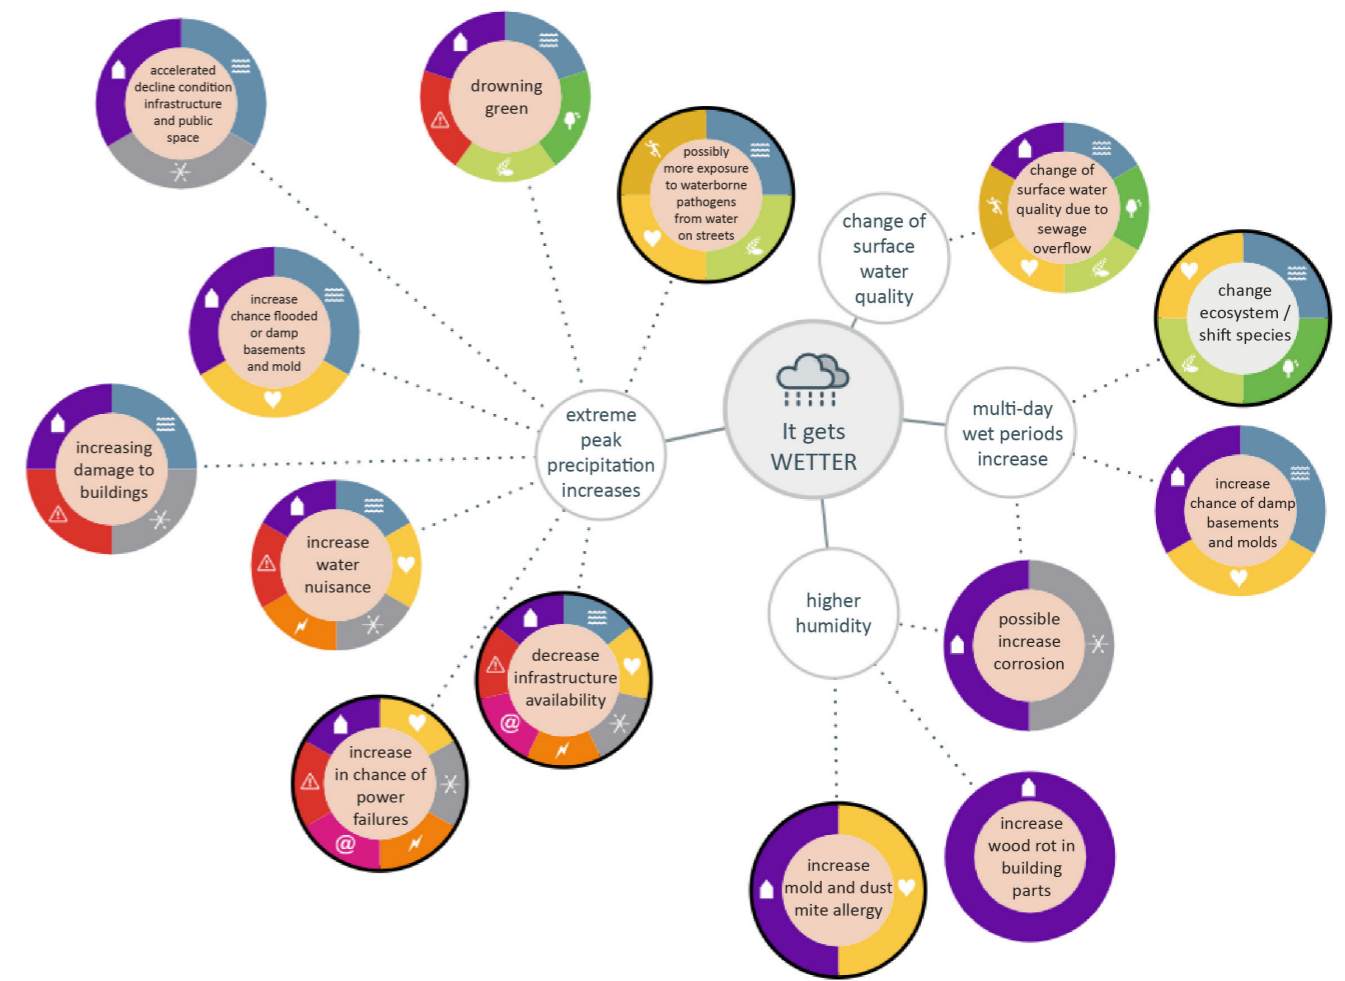 accelerated
decline condition
infrastructure
and public
space
drowning
green
possibly
more exposure
to waterborne
pathogens
from water
on streets
change of
surface
water
quality
change of
surface water
quality due to
sewage
overflow
change
ecosystem /
shift species
increase
chance flooded
or damp
basements
and mold
It gets
WETTER
extreme
peak
precipitation
increases
multi-day
wet periods
increase
increasing
damage to
buildings
increase
chance of damp
basements
and molds
increase
water
nuisance
higher
humidity
possible
increase
corrosion
decrease
infrastructure
availability
@
increase
in chance of
power
failures
@
increase
mold and dust
mite allergy
increase
wood rot in
building
parts